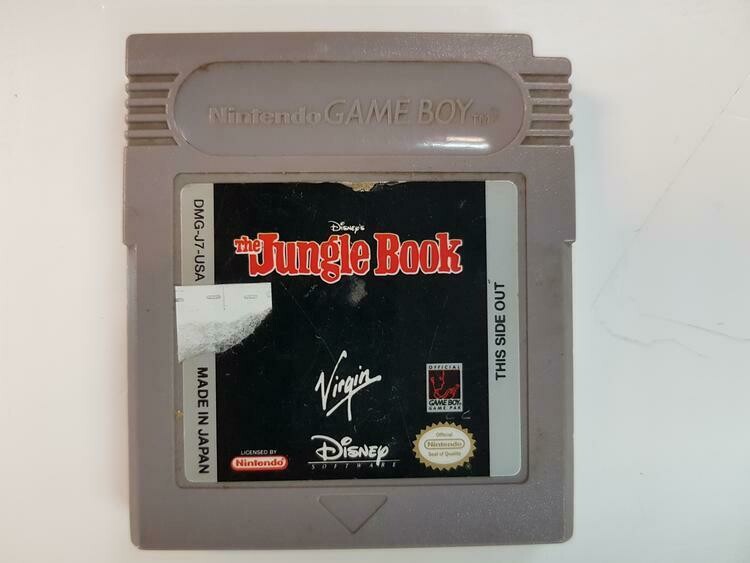 Nintendo GAME BOY TM
DMG-J7-USA
MADE IN JAPAN
Disney's
The Jungle Book
THIS SIDE OUT
Virgin
OFFICIAL
GAME BOY
GAME PAK
LICENSED BY
Nintendo
Disney
SOFTWARE
Official
Nintendo
Seal of Quality